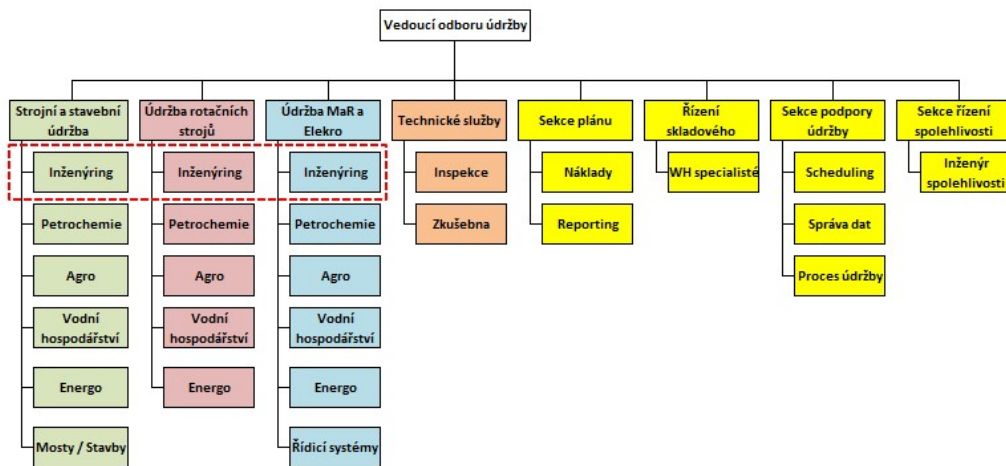 Vedoucí odboru údržby
Strojní a stavební
údržba
Údržba rotačních
strojů
Údržba MaR a
Elekro
Technické služby
Sekce plánu
Řízení
skladového
Sekce podpory
údržby
Sekce řízení
spolehlivosti
Inženýring
Inženýring
Inženýring
Inspekce
Náklady
WH specialisté
Scheduling
Inženýr
spolehlivosti
Petrochemie
Petrochemie
Petrochemie
Zkušebna
Reporting
Správa dat
Agro
Agro
Agro
Proces údržby
Vodní
hospodářství
Vodní
hospodářství
Vodní
hospodářství
Energo
Energo
Energo
Mosty / Stavby
Řídicí systémy